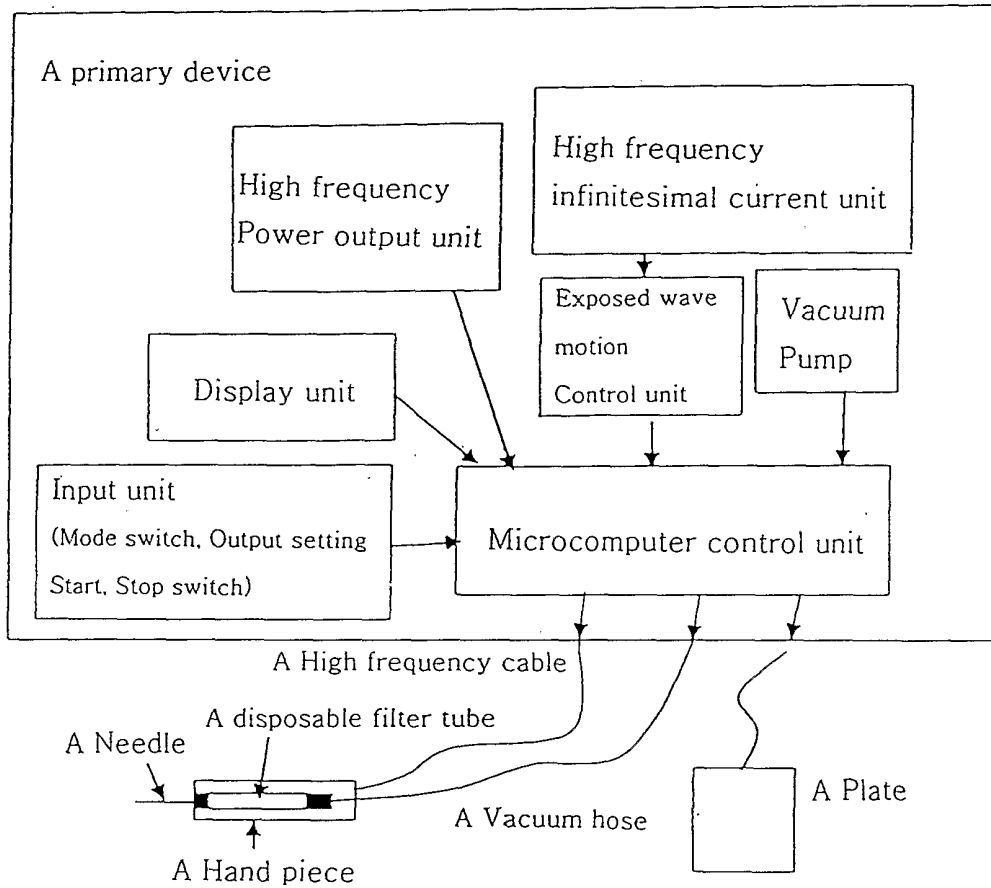 A primary device
High frequency
infinitesimal current unit
High frequency
Power output unit
Exposed wave
motion
Control unit
Vacuum
Pump
Display unit
Input unit
(Mode switch, Output setting
Start, Stop switch)
Microcomputer control unit
A High frequency cable
A disposable filter tube
A Needle
A Vacuum hose
A Plate
A Hand piece